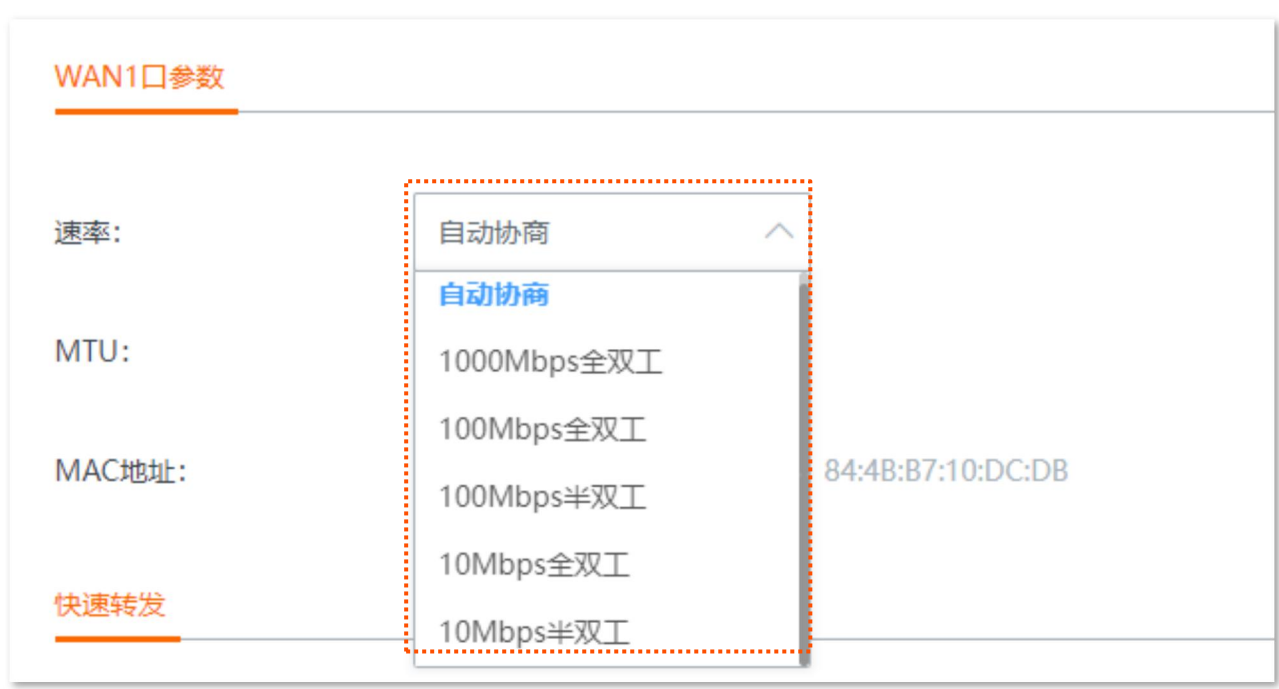 WAN1口参数
速率：
自动协商
自动协商
1000Mbps全双工
MTU：
100Mbps全双工
100Mbps半双工
MAC地址：
84:4B:B7:10:DC:DB
10Mbps全双工
快速转发
10Mbps半双工